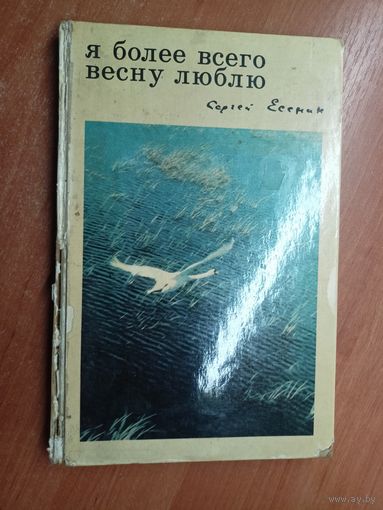 я более всего
весну люблю
Сергей Есенин
www.ay.by